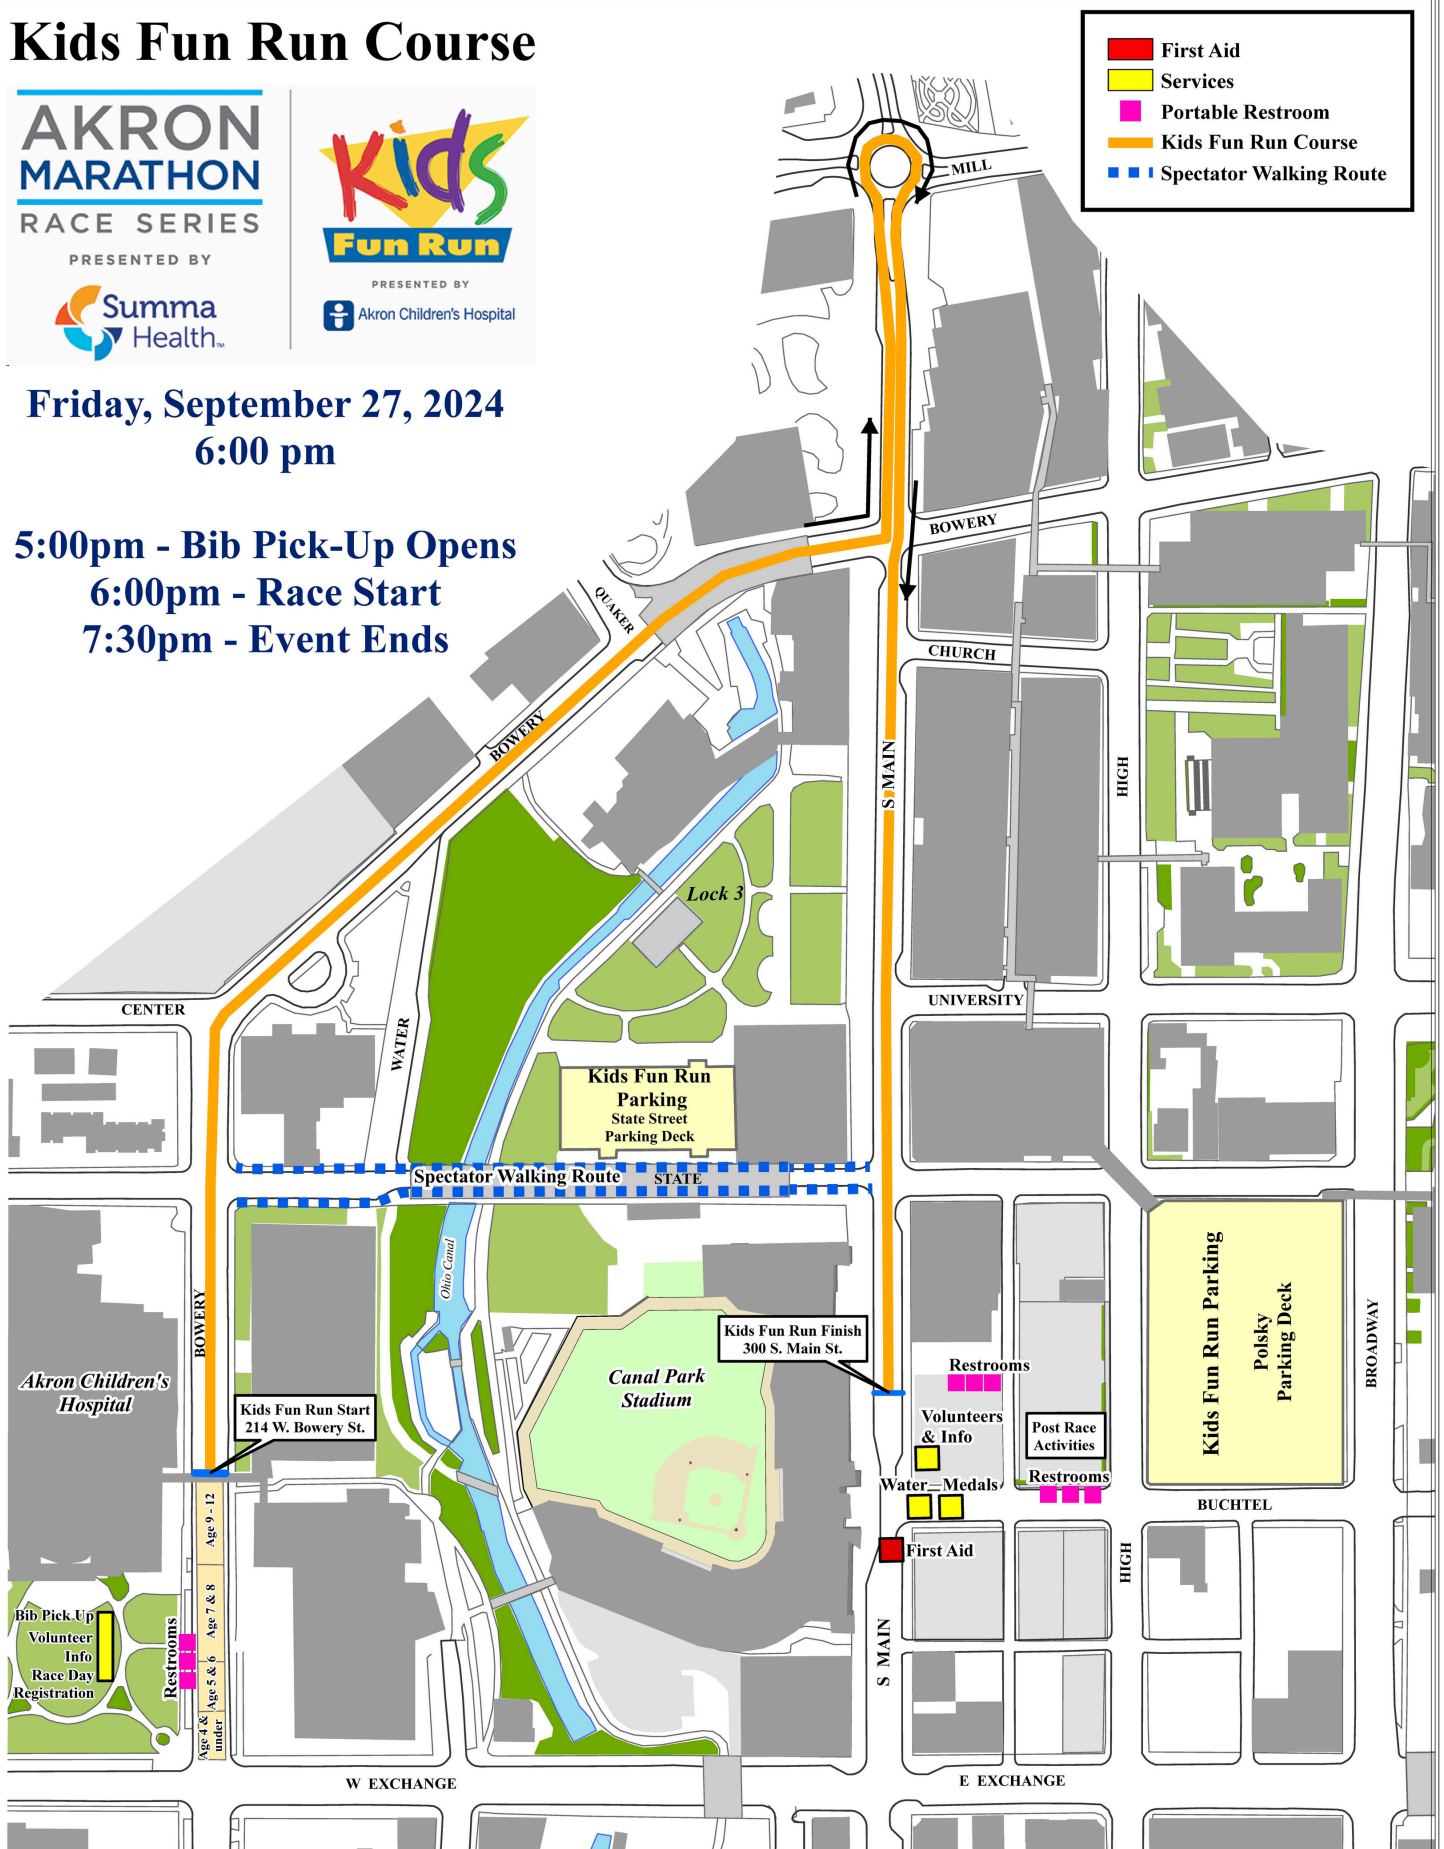 Kids Fun Run Course
AKRON
MARATHON
RACE SERIES
PRESENTED BY
Summa
Health™
Kids
Fun Run
PRESENTED BY
Akron Children's Hospital
Friday, September 27, 2024
6:00 pm
5:00pm - Bib Pick-Up Opens
6:00pm - Race Start
7:30pm - Event Ends
First Aid
Services
Portable Restroom
Kids Fun Run Course
Spectator Walking Route
MILL
BOWERY
QUAKER
CHURCH
BOWERY
S MAIN
HIGH
Lock 3
CENTER
UNIVERSITY
WATER
Kids Fun Run
Parking
State Street
Parking Deck
Spectator Walking Route
STATE
Ohio Canal
BOWERY
Kids Fun Run Finish
300 S. Main St.
Kids Fun Run Parking
Polsky
Parking Deck
BROADWAY
Akron Children's
Hospital
Canal Park
Stadium
Restrooms
Kids Fun Run Start
214 W. Bowery St.
Volunteers
& Info
Post Race
Activities
Restrooms
Water
Medals
BUCHTEL
First Aid
HIGH
Age 9 - 12
Age 7 & 8
Age 5 & 6
Age 4 &
under
Bib Pick Up
Volunteer
Info
Race Day
Registration
Restrooms
S MAIN
W EXCHANGE
E EXCHANGE